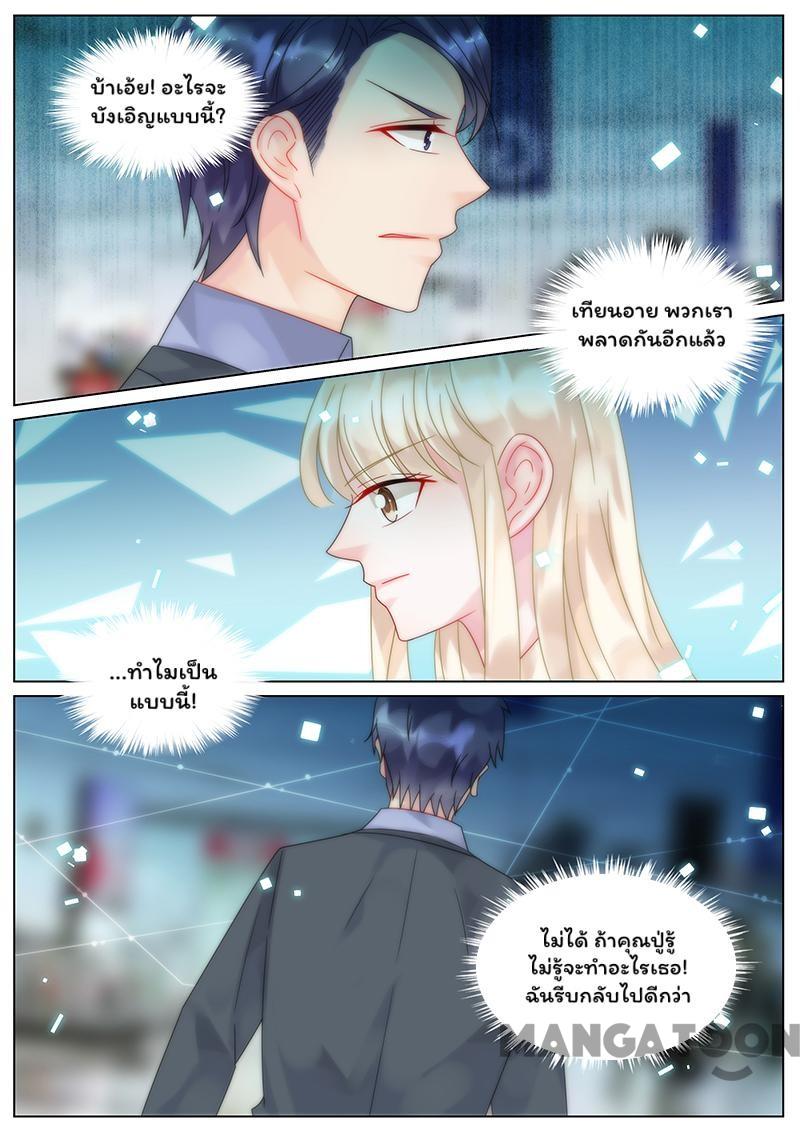 บ้าเอ้ย! อะไรจะ
บังเอิญแบบนี้?
เทียนอาย พวกเรา
พลาดกันอีกแล้ว
...ทำไมเป็น
แบบนี้!
ไม่ได้ ถ้าคุณปู่รู้
ไม่รู้จะทำอะไรเธอ!
ฉันรีบกลับไปดีกว่า
MANGATOON